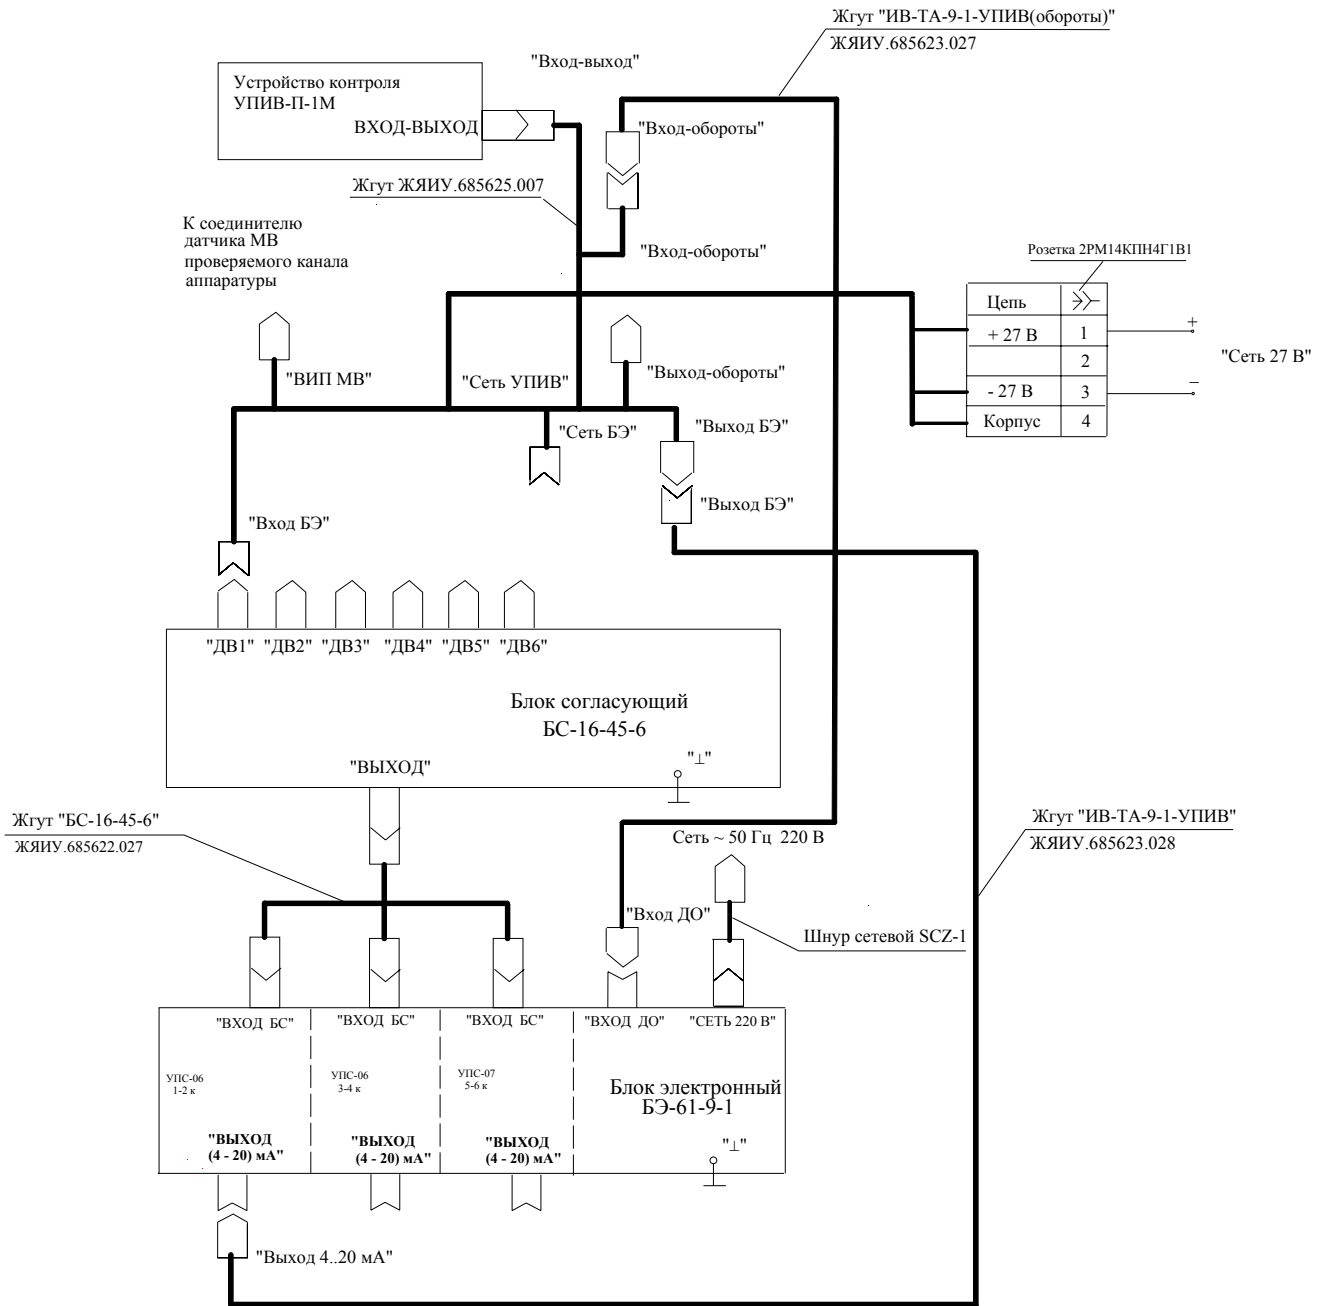 Жгут "ИВ-ТА-9-1-УПИВ(обороты)"
ЖЯИУ.685623.027
"Вход-выход"
Устройство контроля
УПИВ-П-1М
ВХОД-ВЫХОД
"Вход-обороты"
Жгут ЖЯИУ.685625.007
К соединителю
датчика МВ
проверяемого канала
аппаратуры
"Вход-обороты"
Розетка 2РМ14КПН4Г1В1
Цепь
+ 27 В 1 +
2
"Сеть 27 В"
- 27 В 3 −
Корпус 4
"ВИП МВ"
"Сеть УПИВ"
"Выход-обороты"
"Сеть БЭ"
"Выход БЭ"
"Выход БЭ"
"Вход БЭ"
"ДВ1" "ДВ2" "ДВ3" "ДВ4" "ДВ5" "ДВ6"
Блок согласующий
БС-16-45-6
"ВЫХОД"
"⊥"
Жгут "БС-16-45-6"
ЖЯИУ.685622.027
Сеть ~ 50 Гц 220 В
Жгут "ИВ-ТА-9-1-УПИВ"
ЖЯИУ.685623.028
"Вход ДО"
Шнур сетевой SCZ-1
"ВХОД БС" "ВХОД БС" "ВХОД БС" "ВХОД ДО" "СЕТЬ 220 В"
УПС-06
1-2 к
УПС-06
3-4 к
УПС-07
5-6 к
Блок электронный
БЭ-61-9-1
"ВЫХОД
(4 - 20) мА"
"ВЫХОД
(4 - 20) мА"
"ВЫХОД
(4 - 20) мА"
"⊥"
"Выход 4..20 мА"